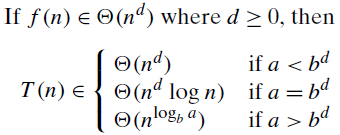 If f(n) ∈ Θ(n^d) where d ≥ 0, then
T(n) ∈ { Θ(n^d) if a < b^d
Θ(n^d log n) if a = b^d
Θ(n^{log_b a}) if a > b^d